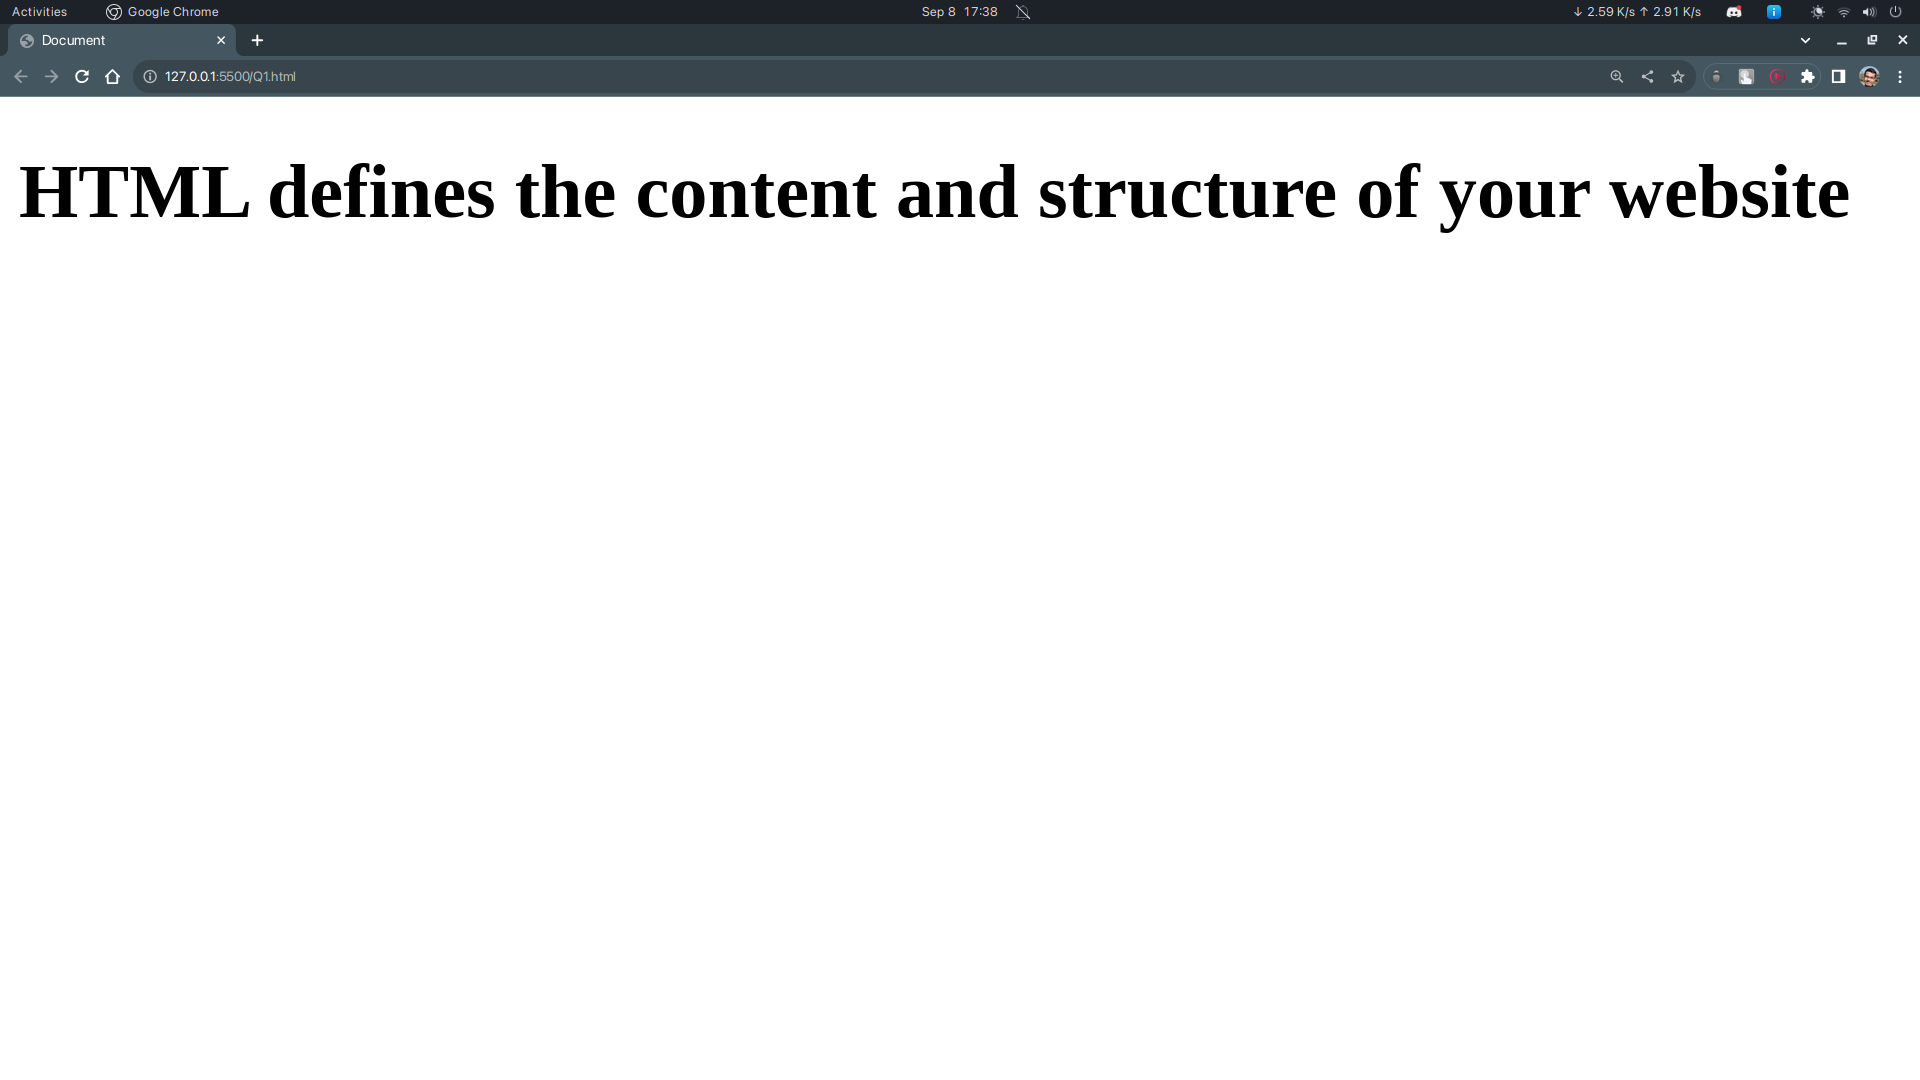 Activities Google Chrome Sep 8 17:38 ↓ 2.59 K/s ↑ 2.91 K/s
Document
127.0.0.1:5500/Q1.html
HTML defines the content and structure of your website